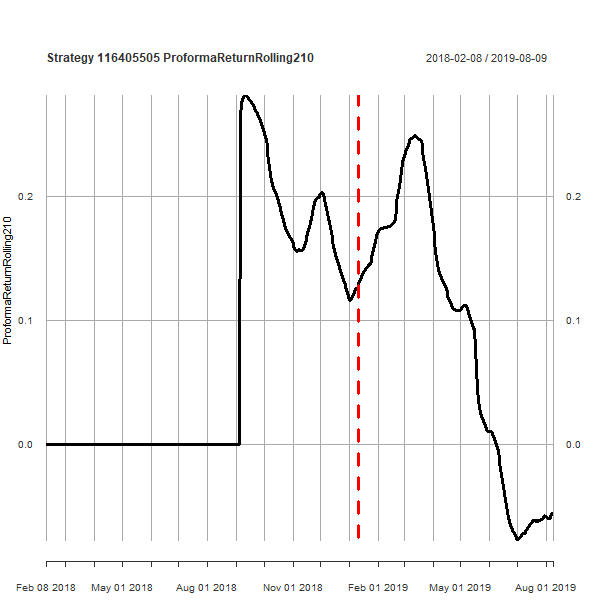 Strategy 116405505 ProformaReturnRolling210
2018-02-08 / 2019-08-09
ProformaReturnRolling210
0.2
0.2
0.1
0.1
0.0
0.0
Feb 08 2018
May 01 2018
Aug 01 2018
Nov 01 2018
Feb 01 2019
May 01 2019
Aug 01 2019